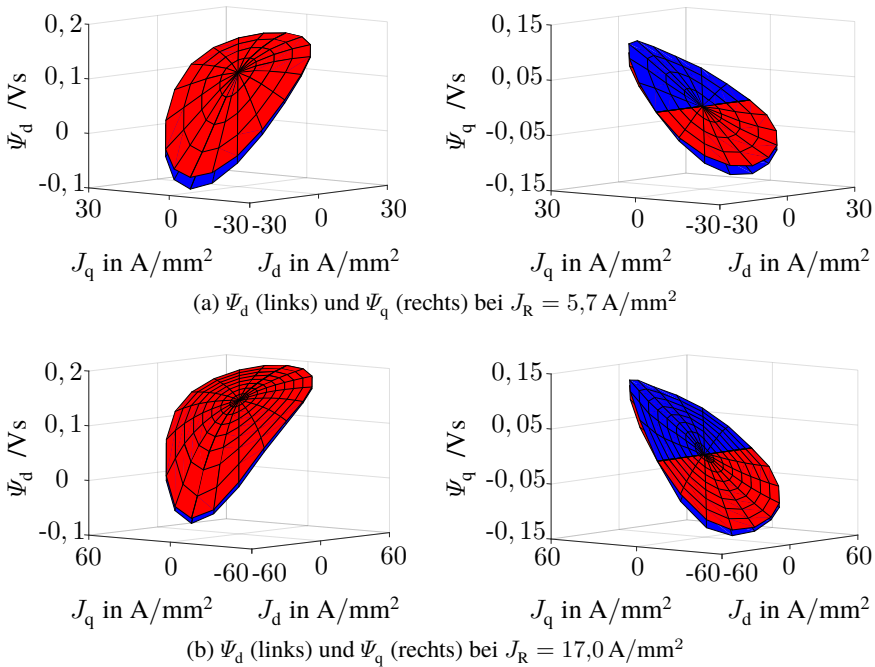 0,2
0,1
0
-0,1
Ψd /Vs
30 0 -30 -30 0 30
Jq in A/mm² Jd in A/mm²
0,15
0,05
-0,05
-0,15
Ψq /Vs
30 0 -30 -30 0 30
Jq in A/mm² Jd in A/mm²
(a) Ψd (links) und Ψq (rechts) bei JR = 5,7 A/mm²
0,2
0,1
0
-0,1
Ψd /Vs
60 0 -60 -60 0 60
Jq in A/mm² Jd in A/mm²
0,15
0,05
-0,05
-0,15
Ψq /Vs
60 0 -60 -60 0 60
Jq in A/mm² Jd in A/mm²
(b) Ψd (links) und Ψq (rechts) bei JR = 17,0 A/mm²